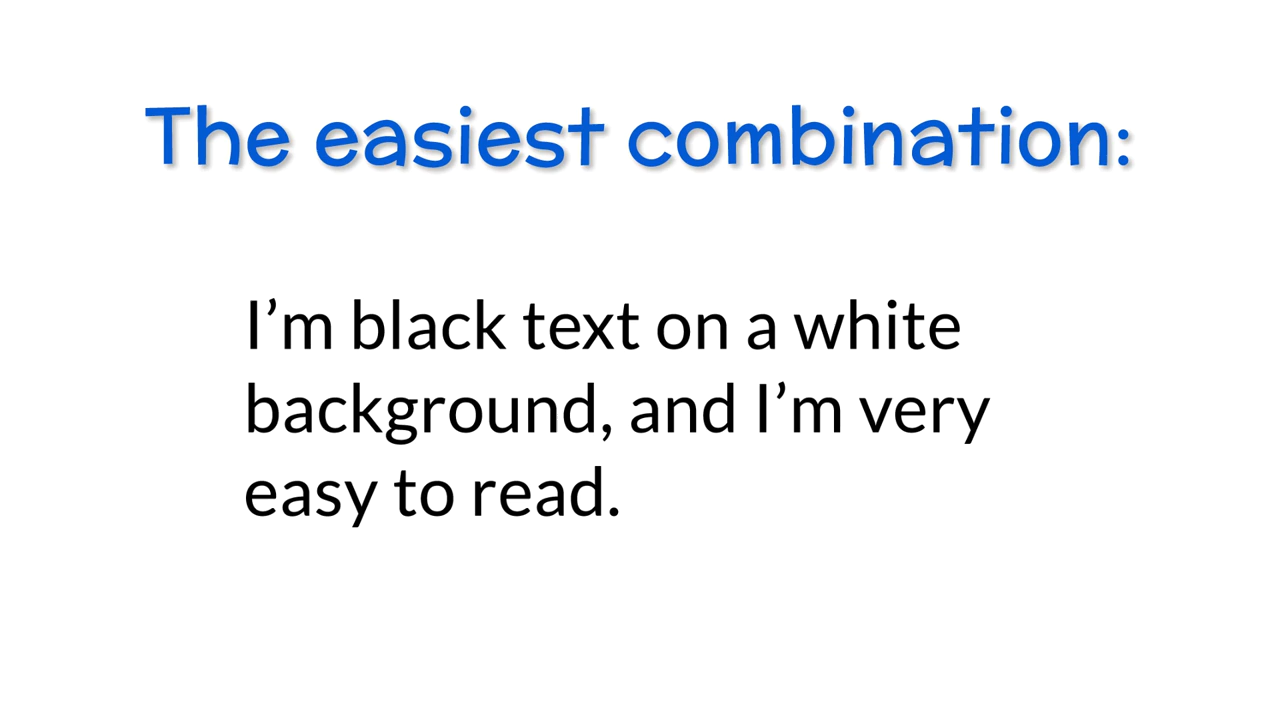 The easiest combination:
I’m black text on a white
background, and I’m very
easy to read.